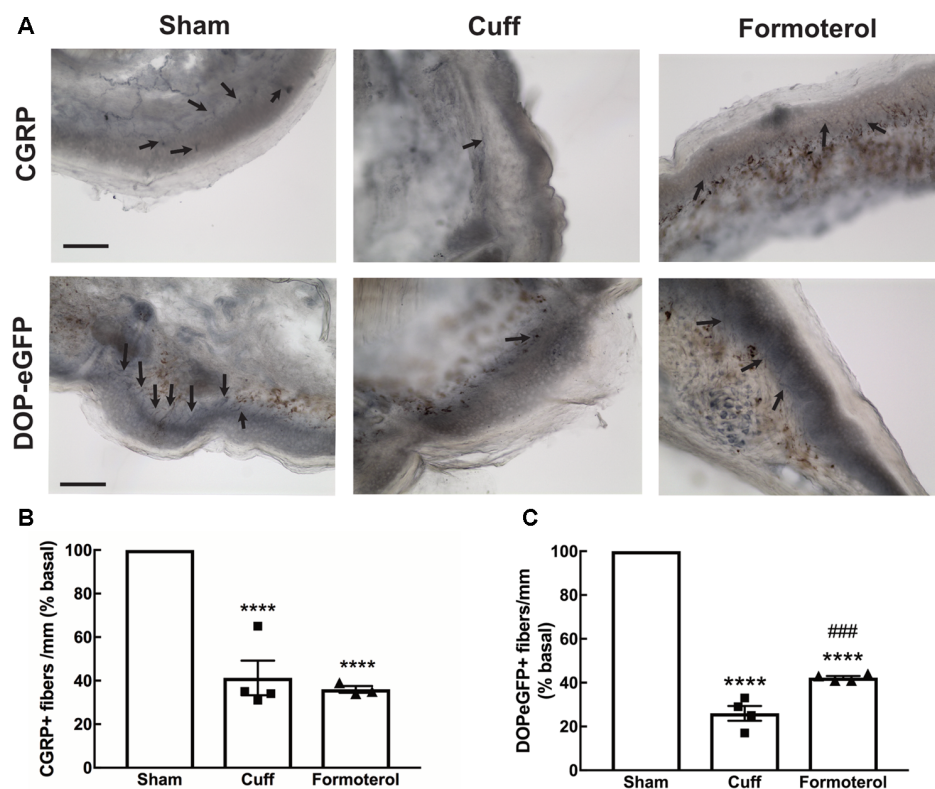 A
Sham Cuff Formoterol
CGRP
DOP-eGFP
B
CGRP+ fibers /mm (% basal)
100
80
60
40
20
0
****
****
Sham Cuff Formoterol
C
DOPeGFP+ fibers/mm
(% basal)
100
80
60
40
20
0
****
###
****
Sham Cuff Formoterol